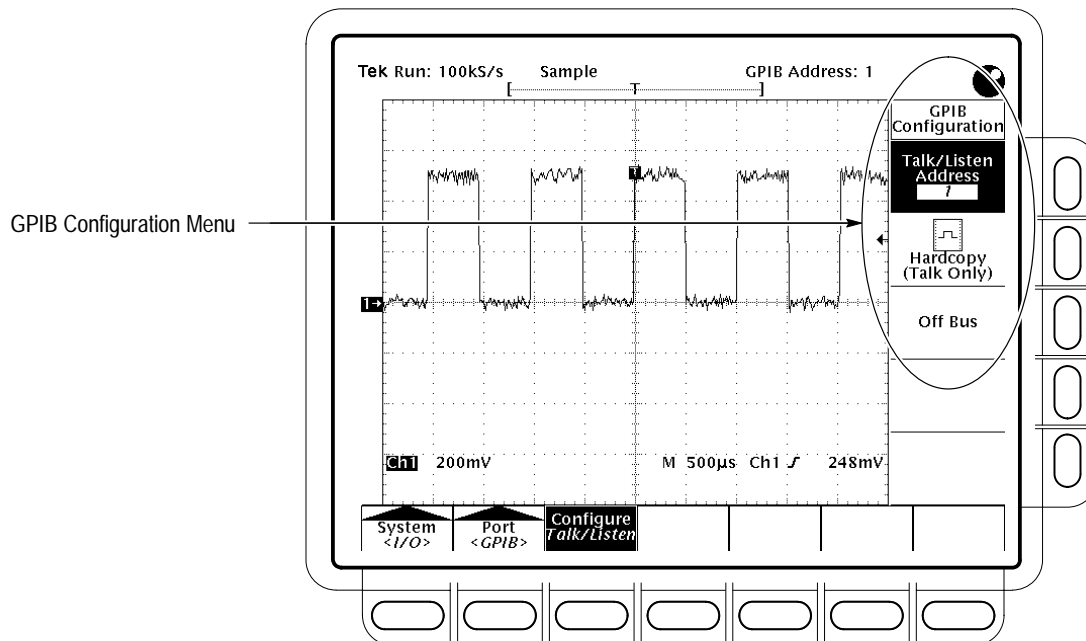 Tek Run: 100kS/s Sample GPIB Address: 1
[ T ]
GPIB
Configuration
Talk/Listen
Address
1
T
GPIB Configuration Menu
Hardcopy
(Talk Only)
1→
Off Bus
Ch1 200mV M 500µs Ch1 248mV
System
<I/O>
Port
<GPIB>
Configure
Talk/Listen